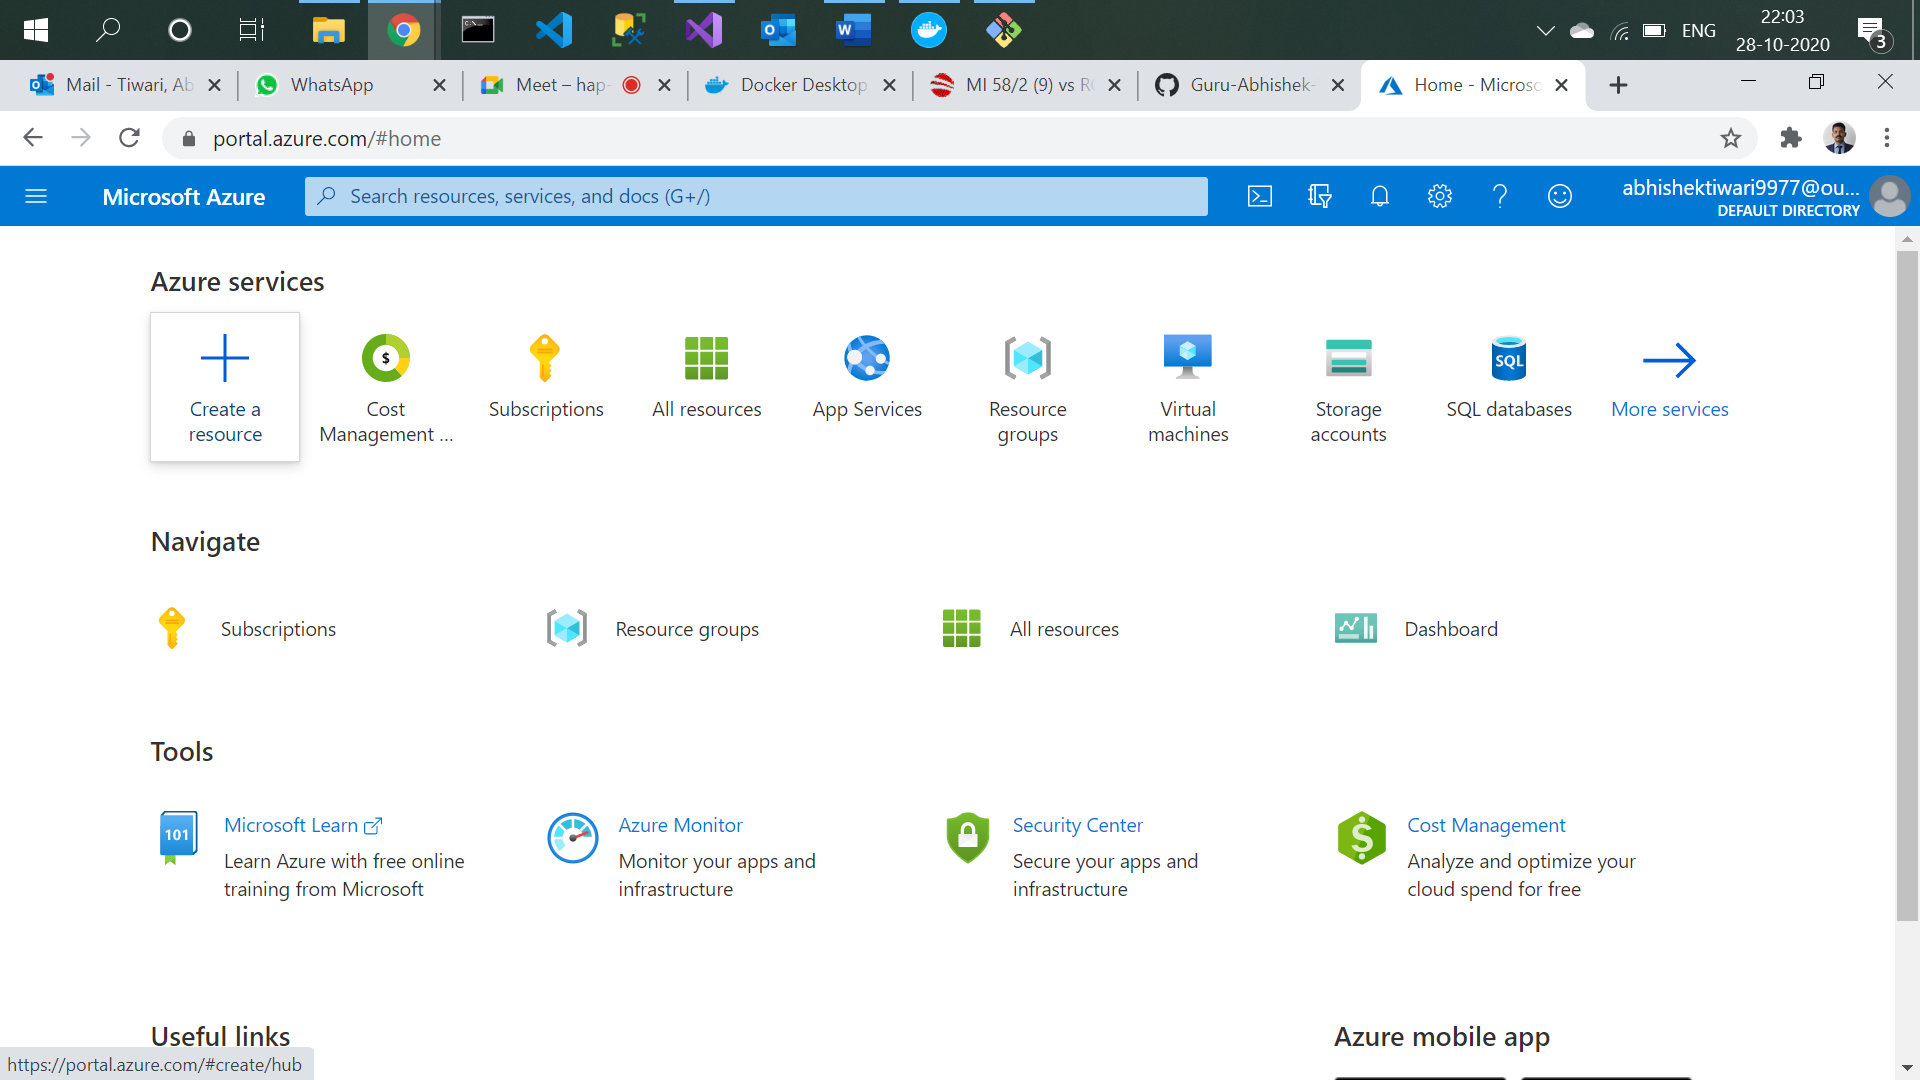 ENG
22:03
28-10-2020
3
Mail - Tiwari, Ab
WhatsApp
Meet – hap-
Docker Desktop
MI 58/2 (9) vs RC
Guru-Abhishek-
Home - Microso
portal.azure.com/#home
Microsoft Azure
Search resources, services, and docs (G+/)
abhishektiwari9977@ou...
DEFAULT DIRECTORY
Azure services
Create a
resource
$
Cost
Management ...
Subscriptions
All resources
App Services
Resource
groups
Virtual
machines
Storage
accounts
SQL
SQL databases
More services
Navigate
Subscriptions
Resource groups
All resources
Dashboard
Tools
101
Microsoft Learn
Learn Azure with free online
training from Microsoft
Azure Monitor
Monitor your apps and
infrastructure
Security Center
Secure your apps and
infrastructure
$
Cost Management
Analyze and optimize your
cloud spend for free
Useful links
Azure mobile app
https://portal.azure.com/#create/hub